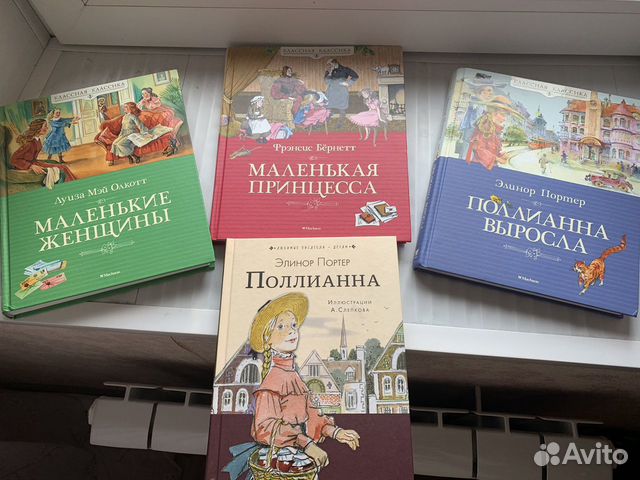 КЛАССНАЯ КЛАССИКА
Луиза Мэй Олкотт
МАЛЕНЬКИЕ
ЖЕНЩИНЫ
Machaon
КЛАССНАЯ КЛАССИКА
Фрэнсис Бёрнетт
МАЛЕНЬКАЯ
ПРИНЦЕССА
Machaon
КЛАССНАЯ КЛАССИКА
Элинор Портер
ПОЛЛИАННА
ВЫРОСЛА
Machaon
ЛЮБИМЫЕ ПИСАТЕЛИ - ДЕТЯМ
ЭЛИНОР ПОРТЕР
ПОЛЛИАННА
ИЛЛЮСТРАЦИИ
А. СЛЕПКОВА
Avito